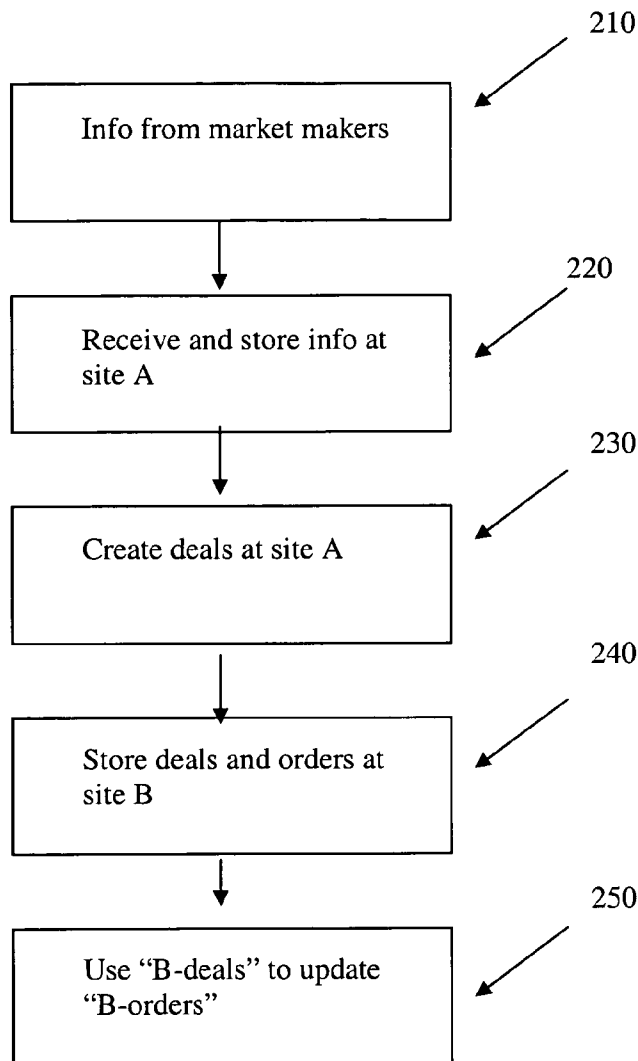 210
Info from market makers
220
Receive and store info at
site A
230
Create deals at site A
240
Store deals and orders at
site B
250
Use “B-deals” to update
“B-orders”